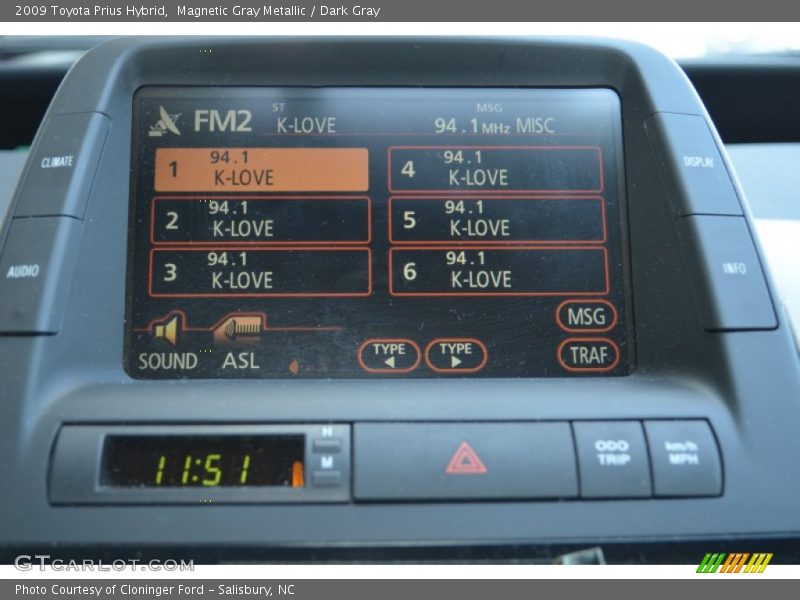 2009 Toyota Prius Hybrid,  Magnetic Gray Metallic / Dark Gray
CLIMATE
AUDIO
FM2
ST
K-LOVE
MSG
94.1MHz MISC
1 94.1
K-LOVE
4 94.1
K-LOVE
2 94.1
K-LOVE
5 94.1
K-LOVE
3 94.1
K-LOVE
6 94.1
K-LOVE
SOUND
ASL
TYPE
TYPE
MSG
TRAF
DISPLAY
INFO
11:51
H
M
ODO
TRIP
km/h
MPH
GTCARLOT.COM
Photo Courtesy of Cloninger Ford - Salisbury, NC